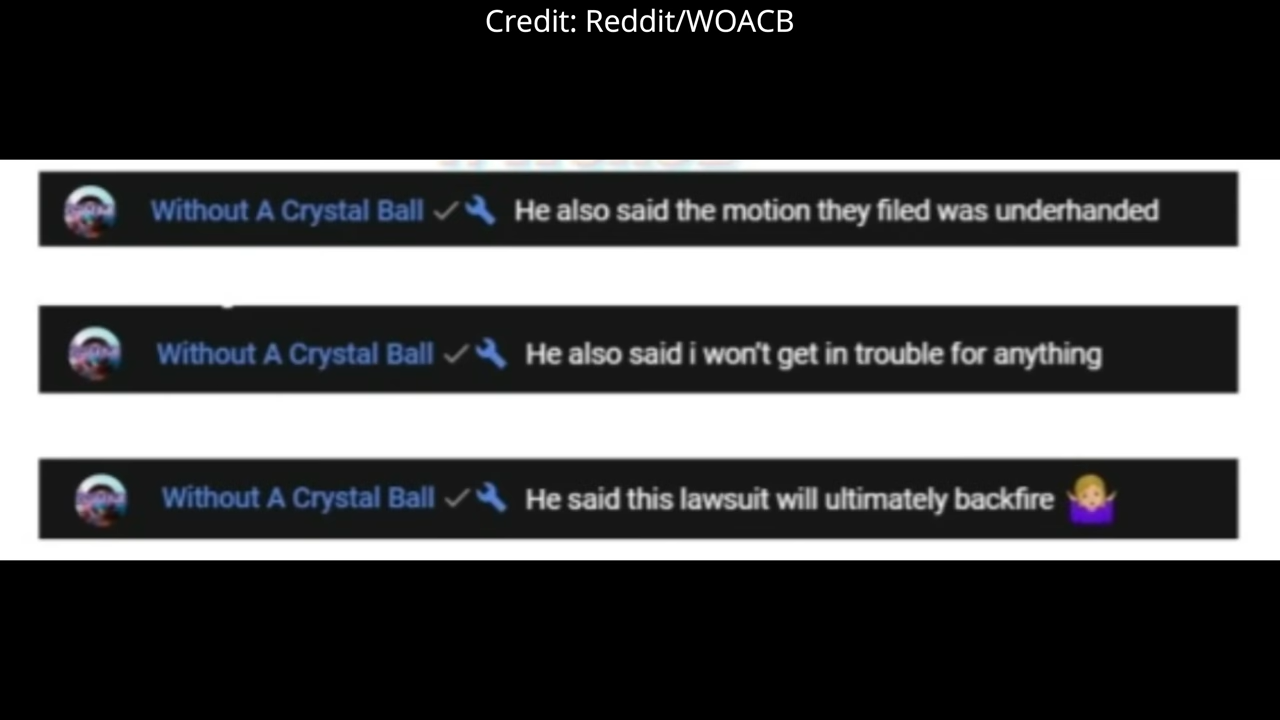 Credit: Reddit/WOACB
Without A Crystal Ball He also said the motion they filed was underhanded
Without A Crystal Ball He also said i won't get in trouble for anything
Without A Crystal Ball He said this lawsuit will ultimately backfire 🤷🏼‍♀️